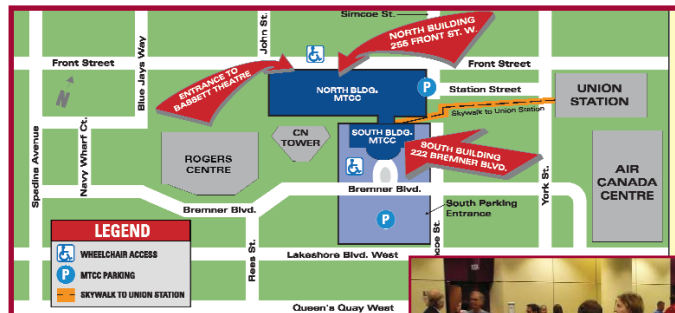 Simcoe St.
NORTH BUILDING
255 FRONT ST. W.
John St.
Blue Jays Way
Front Street
Front Street
ENTRANCE TO
BASSETT THEATRE
N
NORTH BLDG.
MTCC
P
Station Street
UNION
STATION
Skywalk to Union Station
Spadina Avenue
Navy Wharf Ct.
ROGERS
CENTRE
CN
TOWER
SOUTH BLDG.
MTCC
SOUTH BUILDING
222 BREMNER BLVD.
York St.
AIR
CANADA
CENTRE
Bremner Blvd.
Bremner Blvd.
South Parking
Entrance
P
Rees St.
Simcoe St.
LEGEND
WHEELCHAIR ACCESS
P MTCC PARKING
SKYWALK TO UNION STATION
Lakeshore Blvd. West
Queen's Quay West